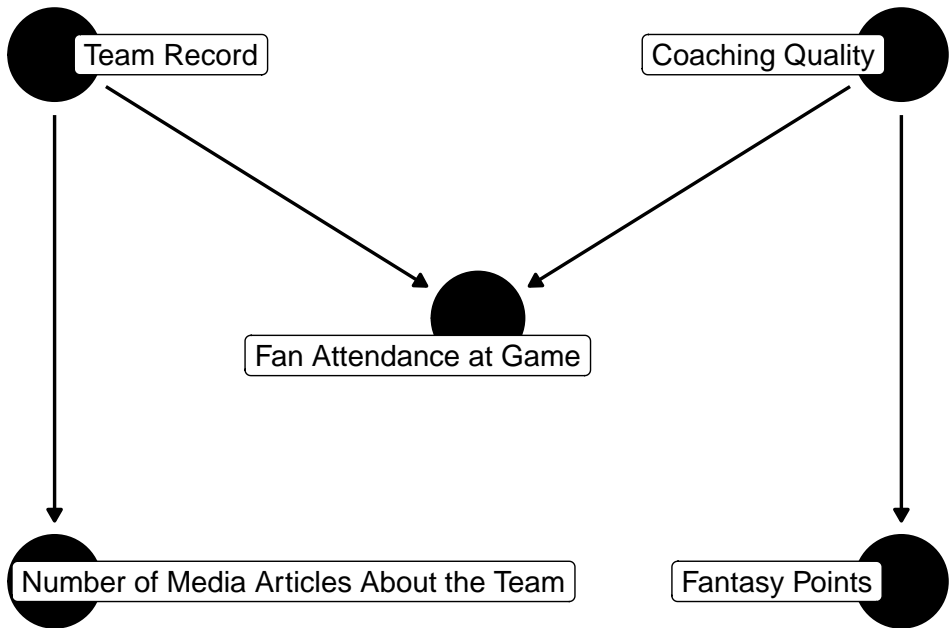 Team Record
Coaching Quality
Fan Attendance at Game
Number of Media Articles About the Team
Fantasy Points